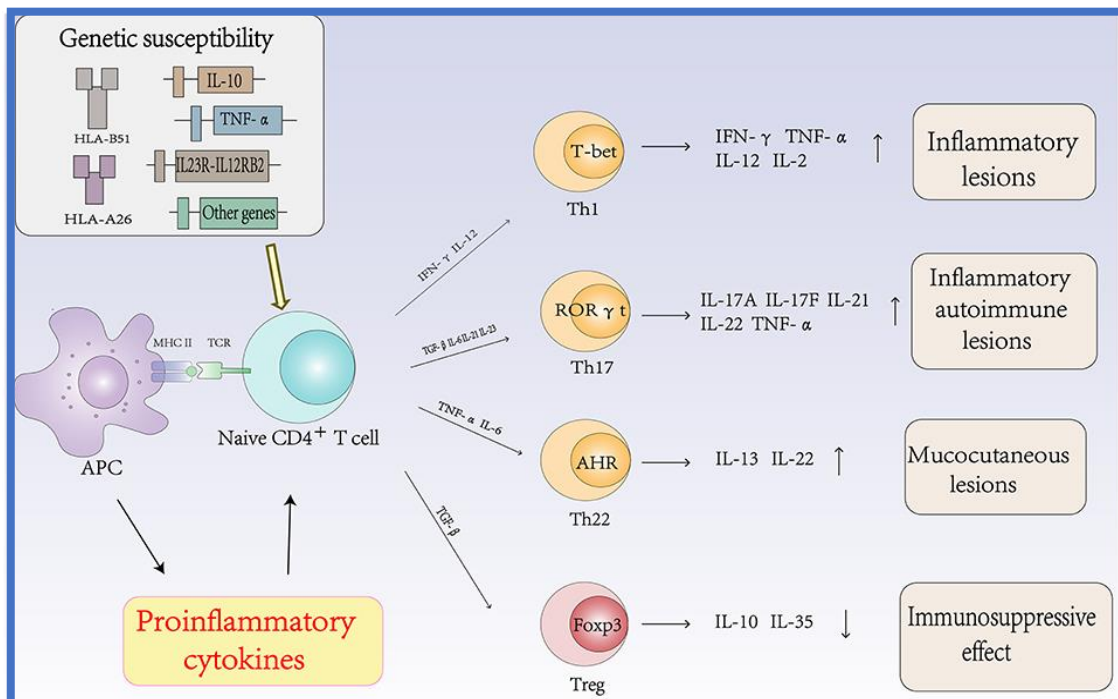 Genetic susceptibility
HLA-B51
HLA-A26
IL-10
TNF- α
IL23R-IL12RB2
Other genes
MHC II
TCR
APC
Naive CD4+ T cell
Proinflammatory
cytokines
IFN- γ IL-12
T-bet
Th1
IFN- γ TNF- α
IL-12 IL-2
Inflammatory
lesions
TGF- β IL-6 IL-21 IL-23
ROR γ t
Th17
IL-17A IL-17F IL-21
IL-22 TNF- α
Inflammatory
autoimmune
lesions
TNF- α IL-6
AHR
Th22
IL-13 IL-22
Mucocutaneous
lesions
TGF- β
Foxp3
Treg
IL-10 IL-35
Immunosuppressive
effect